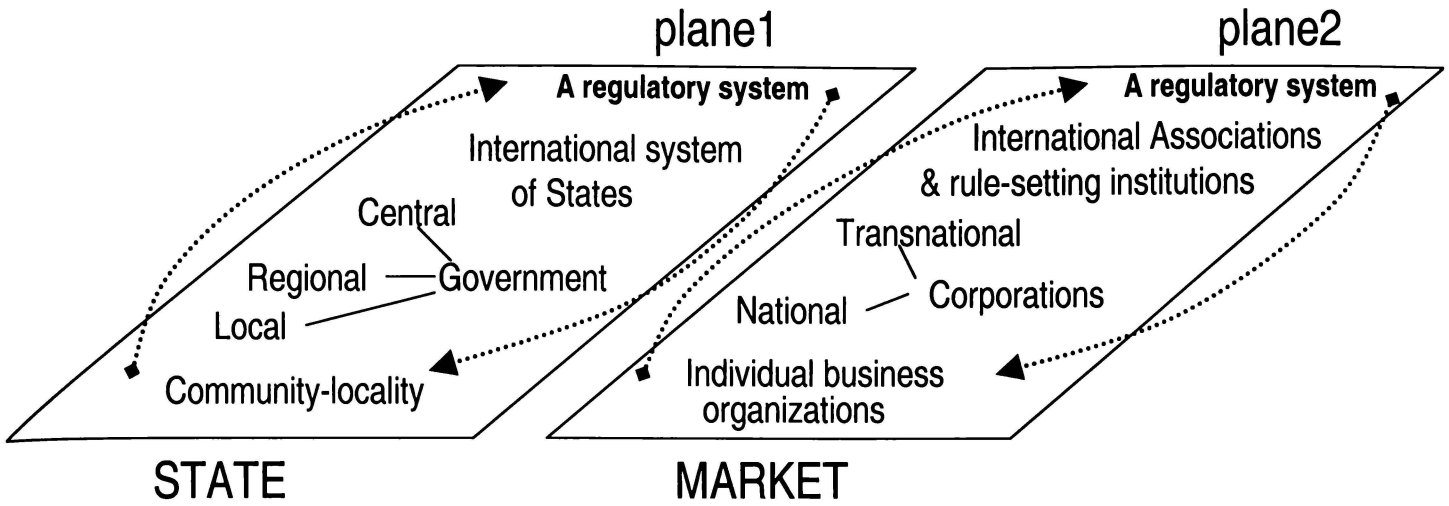 plane1
A regulatory system
International system
of States
Central
Regional
Government
Local
Community-locality
STATE
plane2
A regulatory system
International Associations
& rule-setting institutions
Transnational
National
Corporations
Individual business
organizations
MARKET